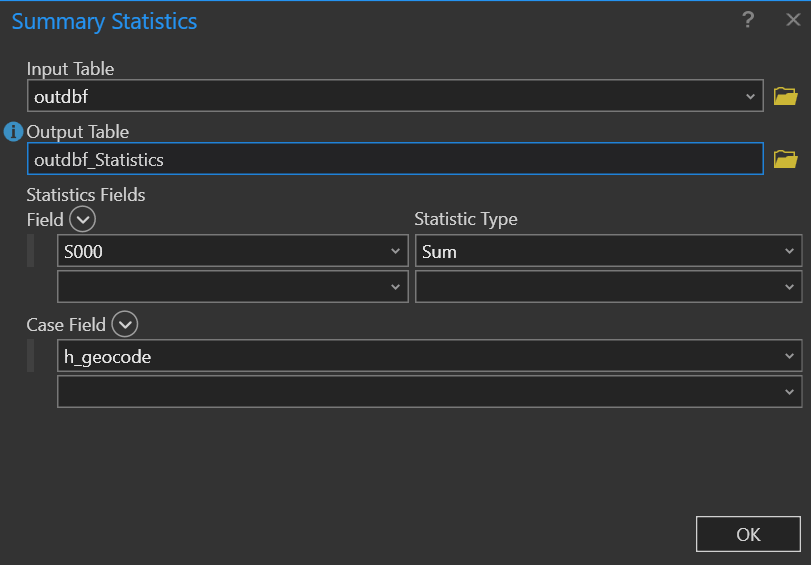 Summary Statistics ?
Input Table
outdbf
Output Table
outdbf_Statistics
Statistics Fields
Field Statistic Type
S000 Sum
Case Field
h_geocode
OK